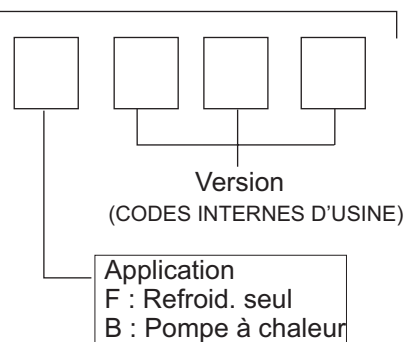 Version
(CODES INTERNES D'USINE)
Application
F : Refroid. seul
B : Pompe à chaleur